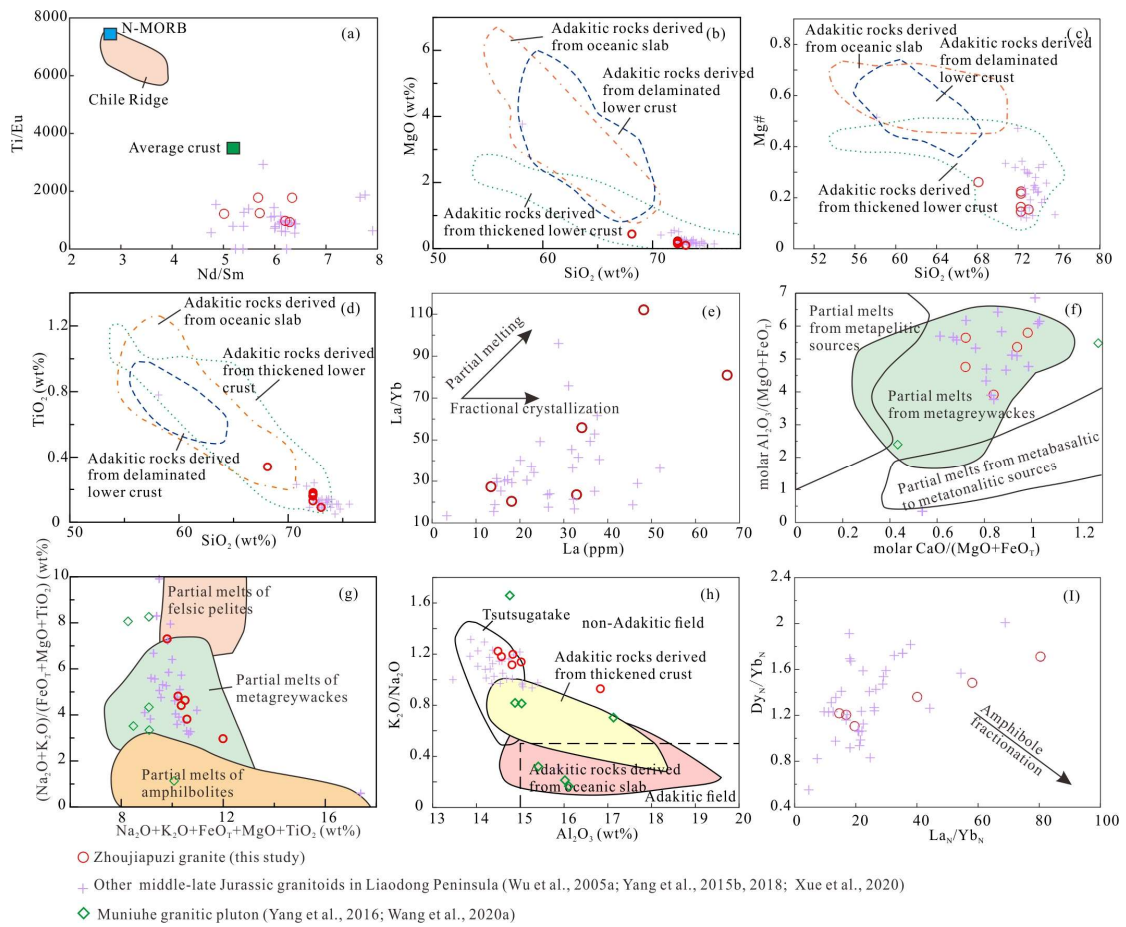 8000
6000
4000
2000
0
Ti/Eu
N-MORB
(a)
Chile Ridge
Average crust
2
3
4
5
6
7
8
Nd/Sm
6
4
2
0
MgO (wt%)
Adakitic rocks derived
from oceanic slab
(b)
Adakitic rocks derived
from delaminated
lower crust
Adakitic rocks derived
from thickened lower crust
50
60
70
SiO₂ (wt%)
0.8
0.6
0.4
0.2
0
Mg#
Adakitic rocks derived
from oceanic slab
(c)
Adakitic rocks derived
from delaminated
lower crust
Adakitic rocks derived
from thickened lower crust
52
56
60
64
68
72
76
80
SiO₂ (wt%)
1.2
0.8
0.4
0
TiO₂ (wt%)
(d)
Adakitic rocks derived
from oceanic slab
Adakitic rocks derived
from thickened lower
crust
Adakitic rocks derived
from delaminated
lower crust
50
60
70
SiO₂ (wt%)
110
90
70
50
30
10
La/Yb
(e)
Partial melting
Fractional crystallization
0
10
20
30
40
50
60
70
La (ppm)
7
6
5
4
3
2
1
0
molar Al₂O₃/(MgO+FeO_T)
Partial melts
from metapelitic
sources
(f)
Partial melts
from metagreywackes
Partial melts from metabasaltic
to metatonalitic sources
0
0.2
0.4
0.6
0.8
1
1.2
molar CaO/(MgO+FeO_T)
10
8
6
4
2
0
(Na₂O+K₂O)/(FeO_T+MgO+TiO₂) (wt%)
Partial melts of
felsic pelites
(g)
Partial melts of
metagreywackes
Partial melts of
amphilbolites
8
12
16
Na₂O+K₂O+FeO_T+MgO+TiO₂ (wt%)
1.6
1.2
0.8
0.4
0
K₂O/Na₂O
(h)
Tsutsugatake
non-Adakitic field
Adakitic rocks derived
from thickened crust
Adakitic rocks derived
from oceanic slab
Adakitic field
13
14
15
16
17
18
19
20
Al₂O₃ (wt%)
2.4
2
1.6
1.2
0.8
0.4
Dy_N/Yb_N
(I)
Amphibole
fractionation
0
20
40
60
80
100
La_N/Yb_N
Zhoujiapuzi granite (this study)
Other middle-late Jurassic granitoids in Liaodong Peninsula (Wu et al., 2005a; Yang et al., 2015b, 2018; Xue et al., 2020)
Muniuhe granitic pluton (Yang et al., 2016; Wang et al., 2020a)